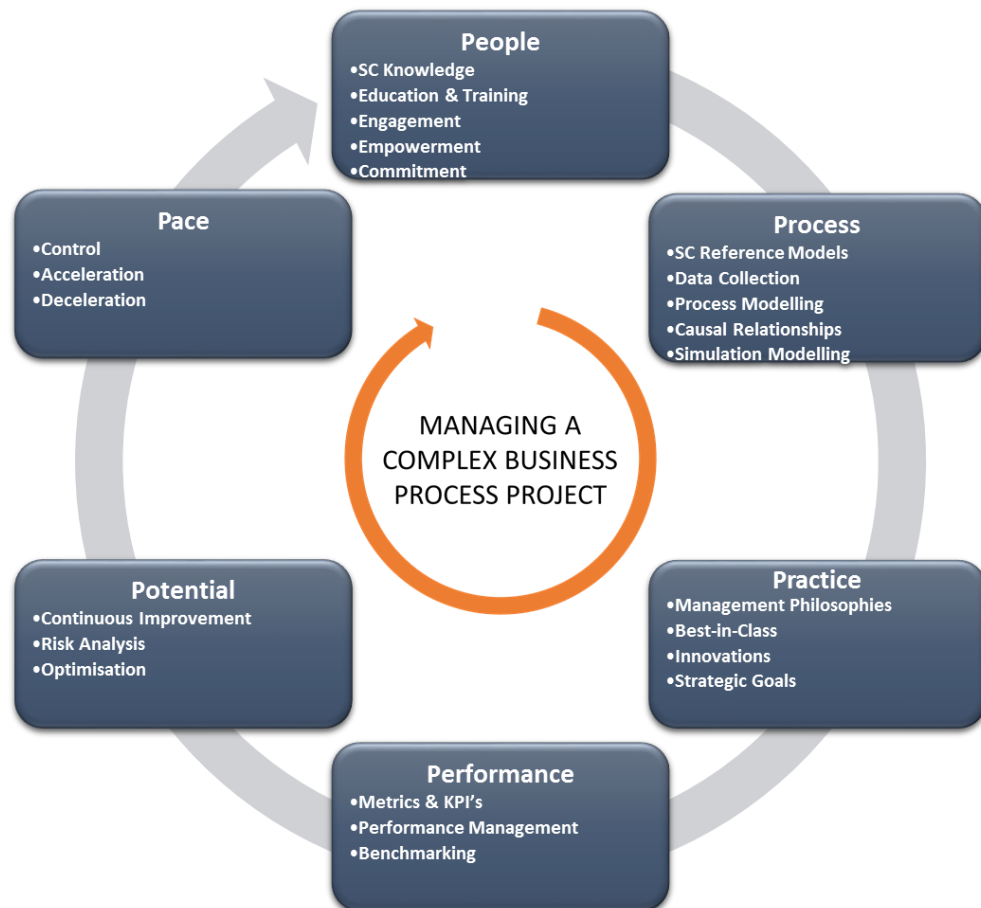 People
•SC Knowledge
•Education & Training
•Engagement
•Empowerment
•Commitment
Process
•SC Reference Models
•Data Collection
•Process Modelling
•Causal Relationships
•Simulation Modelling
Practice
•Management Philosophies
•Best-in-Class
•Innovations
•Strategic Goals
Performance
•Metrics & KPI's
•Performance Management
•Benchmarking
Potential
•Continuous Improvement
•Risk Analysis
•Optimisation
Pace
•Control
•Acceleration
•Deceleration
MANAGING A
COMPLEX BUSINESS
PROCESS PROJECT